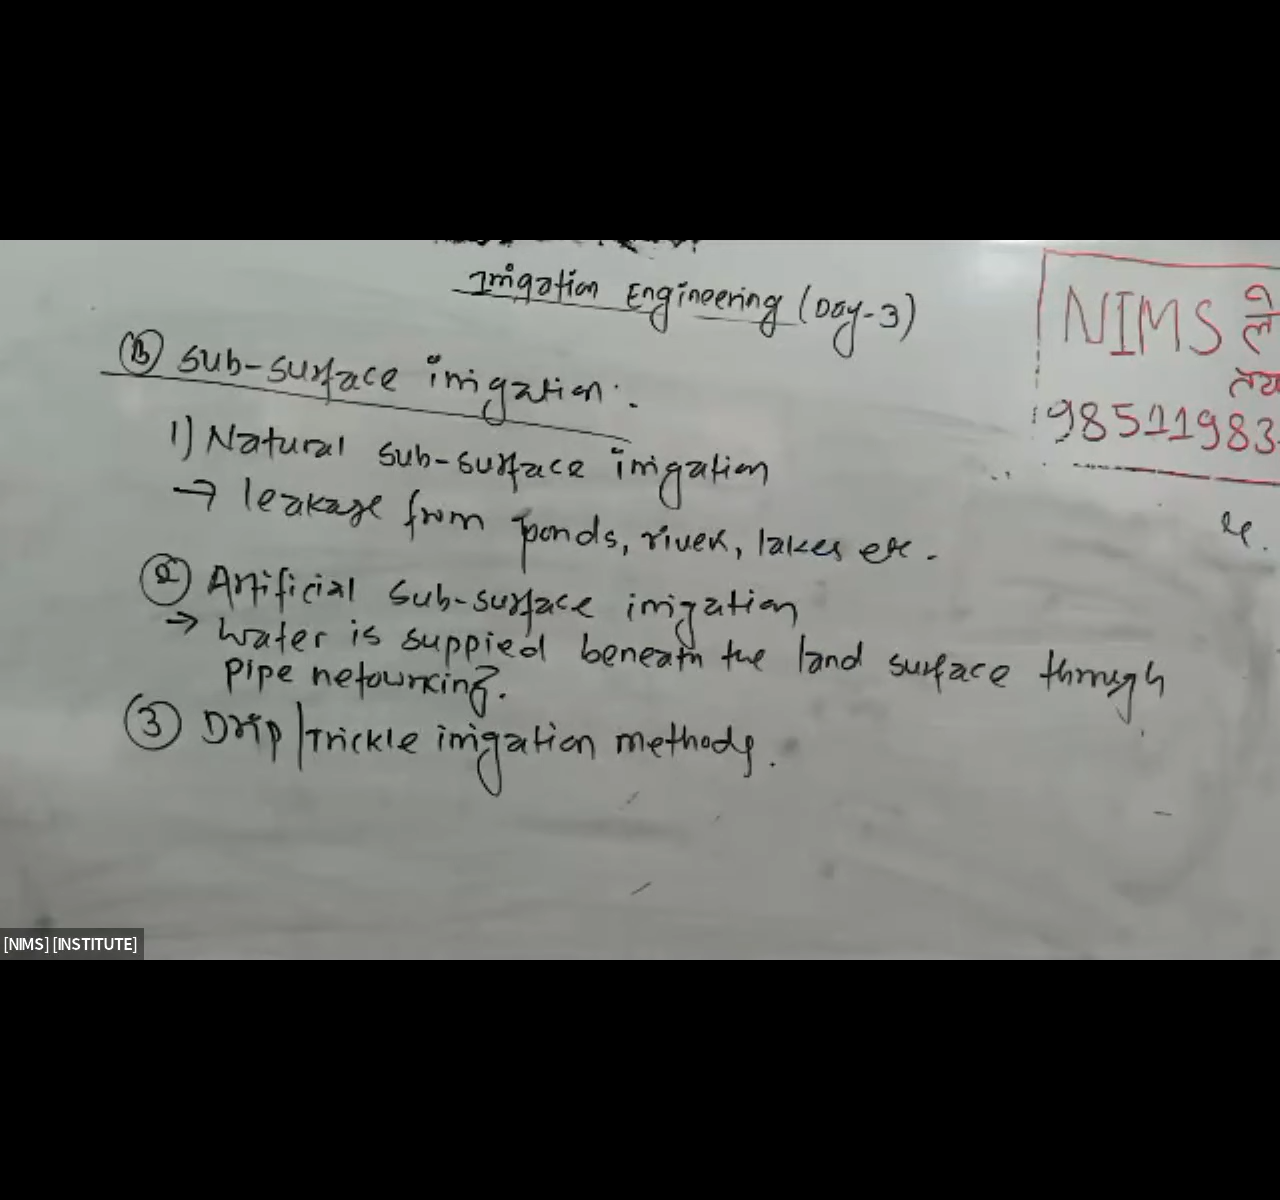 Irrigation Engineering (Day-3)
NIMS
98511983
(B) Sub-surface irrigation:
1) Natural sub-surface irrigation
→ leakage from ponds, river, lakes etc.
(2) Artificial sub-surface irrigation
→ Water is suppied beneath the land surface through
pipe networking.
(3) Drip/Trickle irrigation methods.
[NIMS] [INSTITUTE]